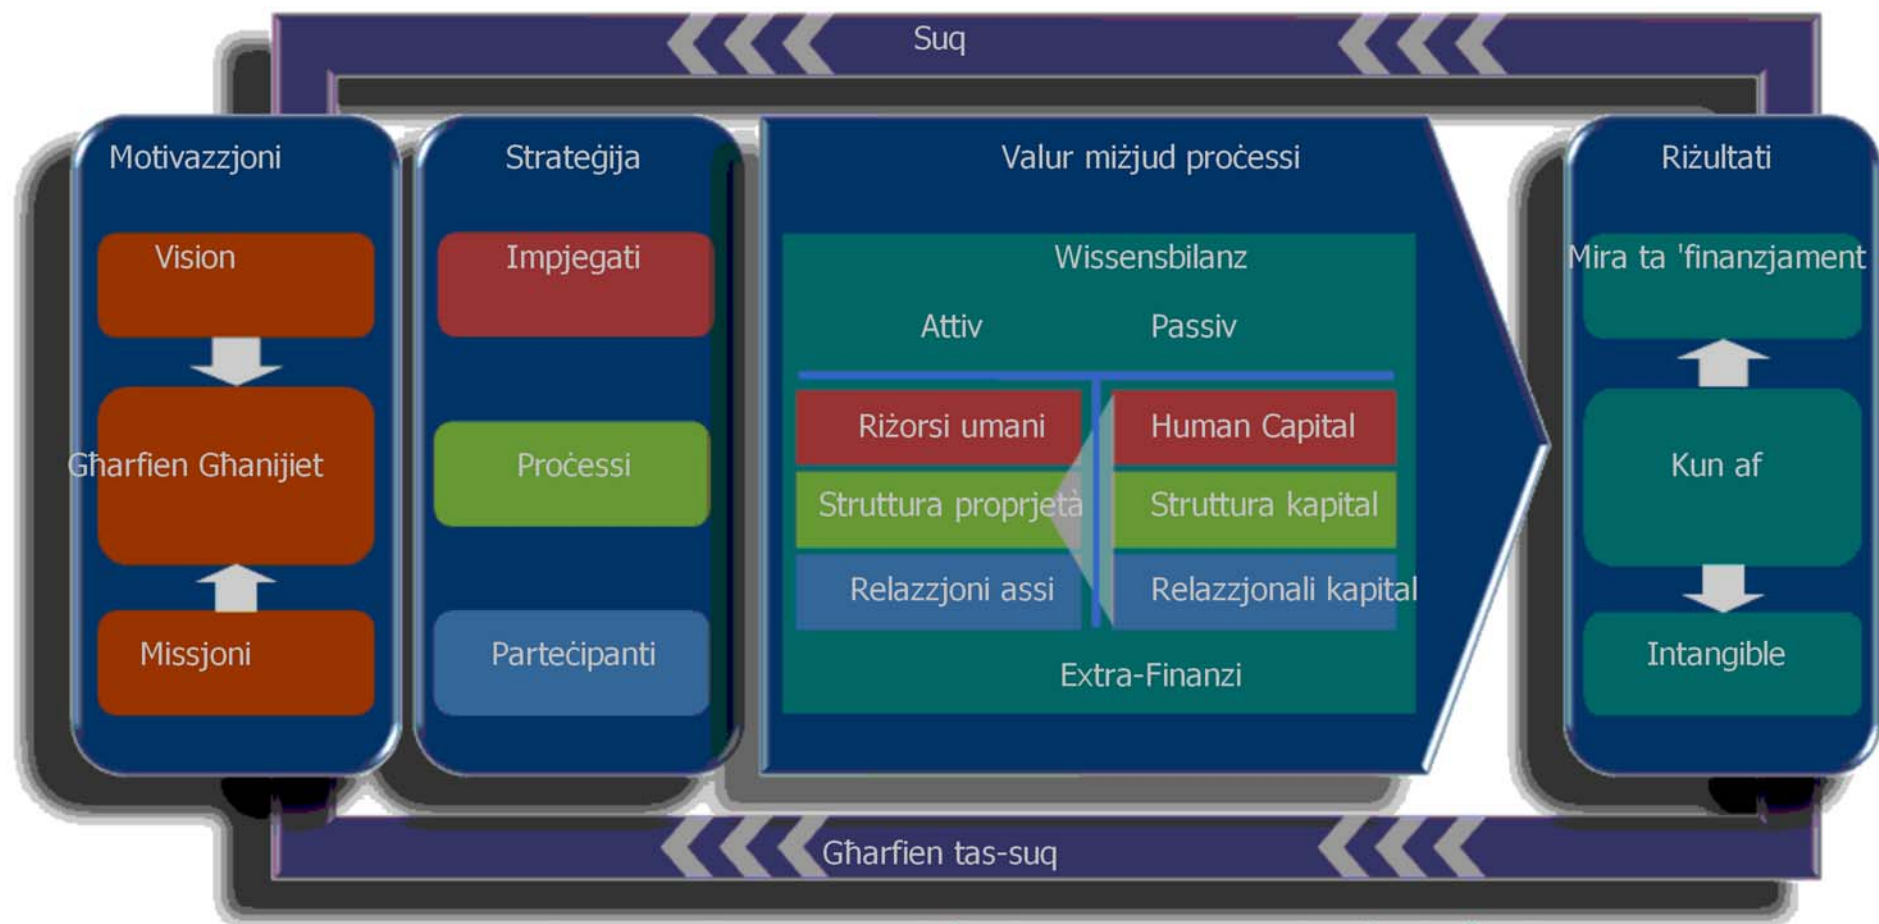 Suq
Motivazzjoni
Vision
Għarfien Għanijiet
Missjoni
Strateġija
Impjegati
Proċessi
Parteċipanti
Valur miżjud proċessi
Wissensbilanz
Attiv Passiv
Riżorsi umani Human Capital
Struttura proprjetà Struttura kapital
Relazzjoni assi Relazzjonali kapital
Extra-Finanzi
Riżultati
Mira ta 'finanzjament
Kun af
Intangible
Għarfien tas-suq